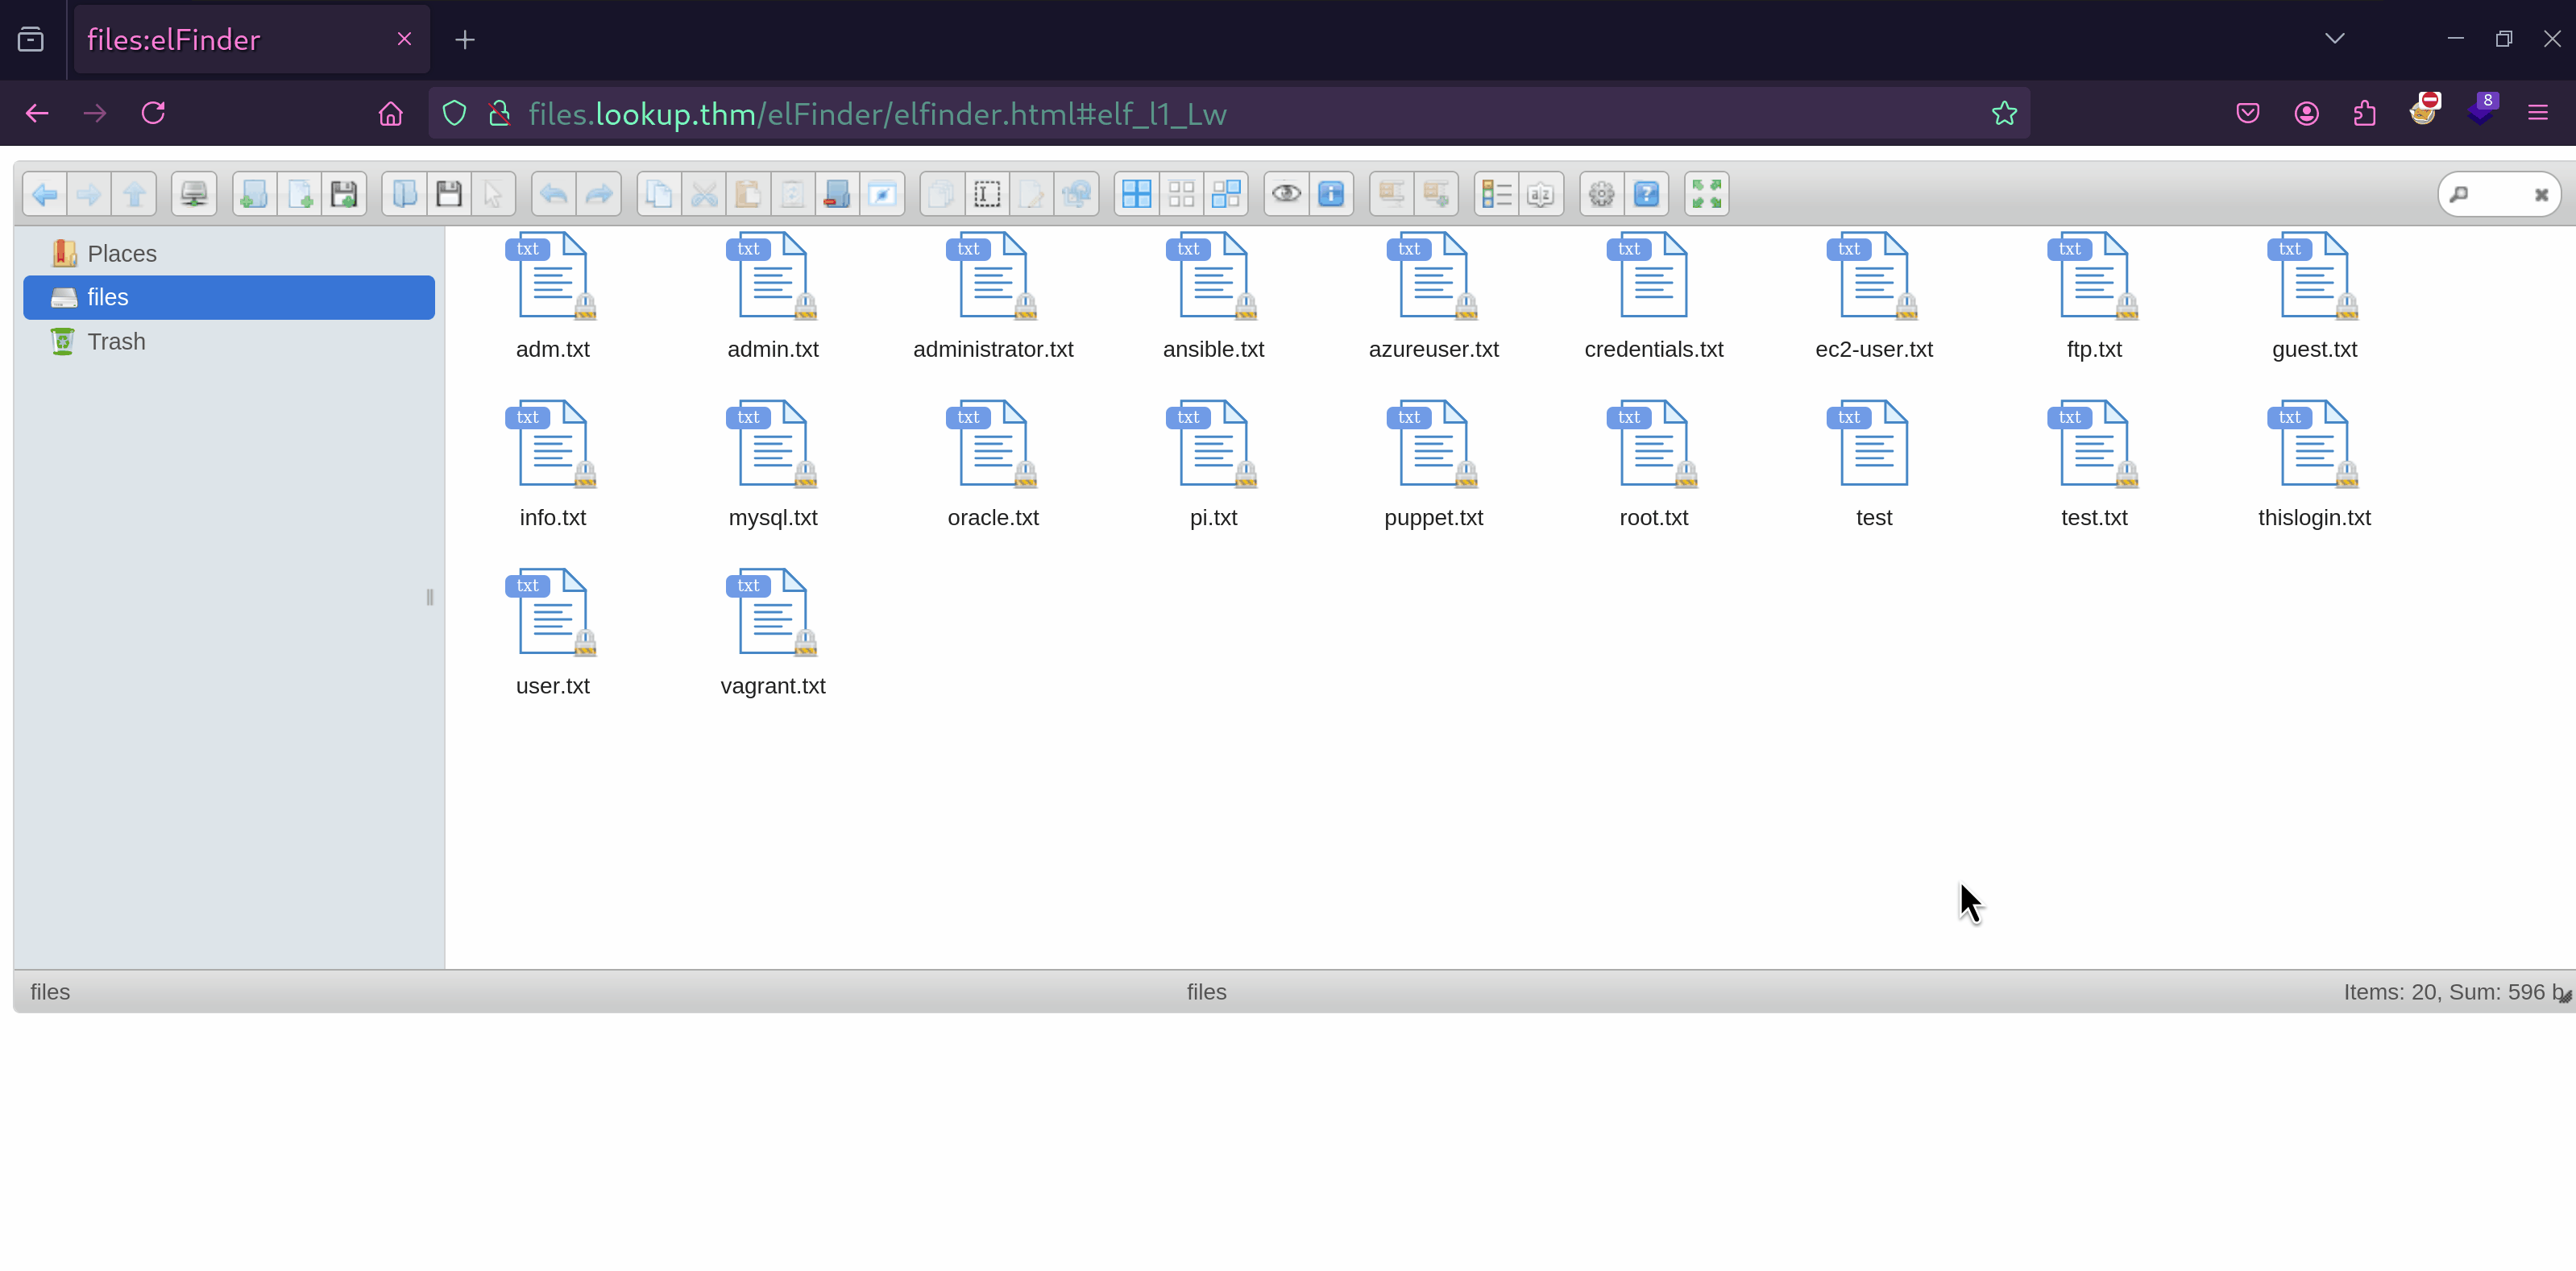 files:elFinder
files.lookup.thm/elFinder/elfinder.html#elf_l1_Lw
8
Places
files
Trash
txt txt txt txt txt txt txt txt txt
adm.txt admin.txt administrator.txt ansible.txt azureuser.txt credentials.txt ec2-user.txt ftp.txt guest.txt
txt txt txt txt txt txt txt txt txt
info.txt mysql.txt oracle.txt pi.txt puppet.txt root.txt test test.txt thislogin.txt
txt txt
user.txt vagrant.txt
files files Items: 20, Sum: 596 b